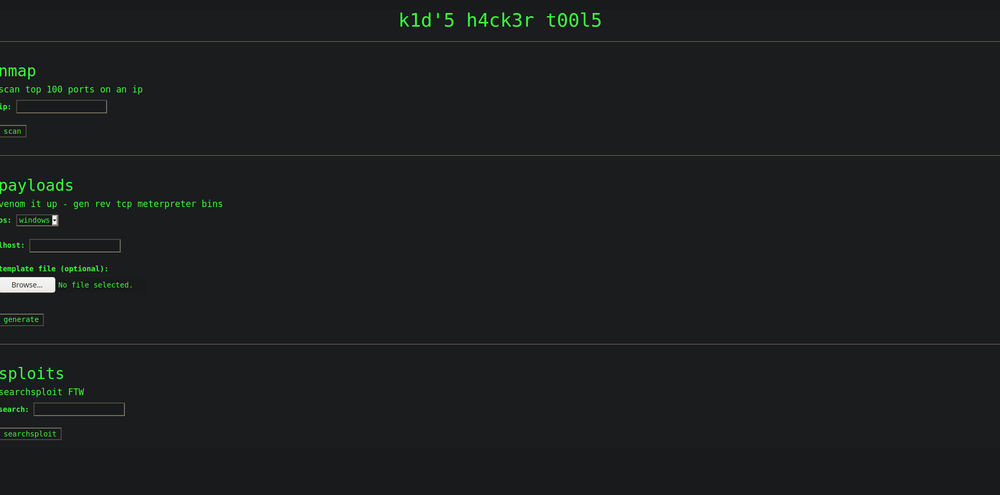 k1d'5 h4ck3r t00l5
nmap
scan top 100 ports on an ip
ip:
scan
payloads
venom it up - gen rev tcp meterpreter bins
os: windows
lhost:
template file (optional):
Browse... No file selected.
generate
sploits
searchsploit FTW
search:
searchsploit